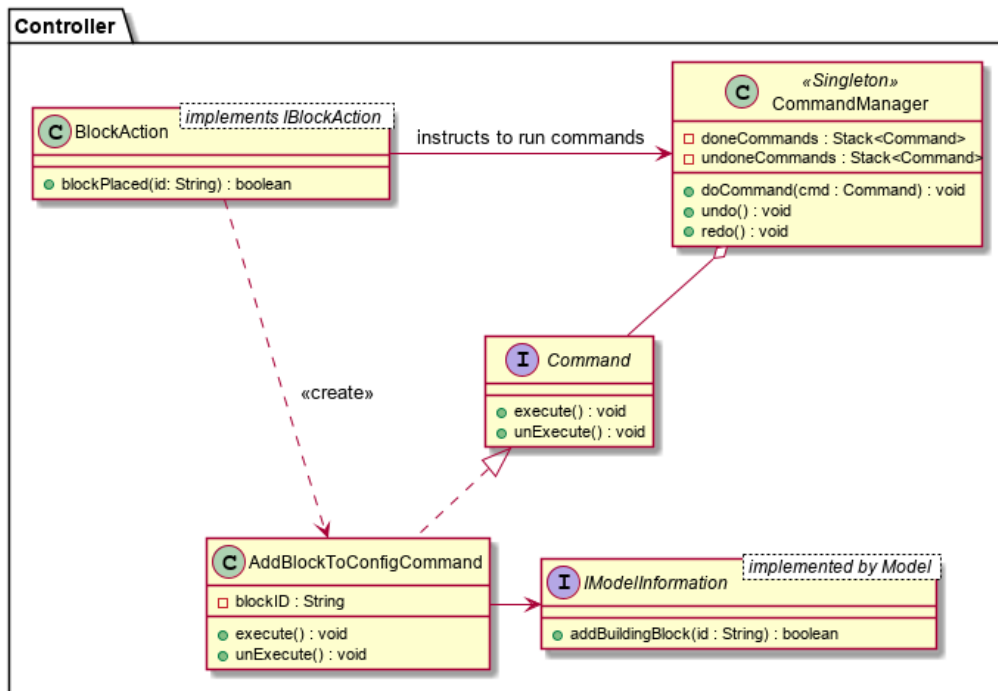 Controller
«Singleton»
C CommandManager
doneCommands : Stack<Command>
undoneCommands : Stack<Command>
doCommand(cmd : Command) : void
undo() : void
redo() : void
implements IBlockAction
C BlockAction
blockPlaced(id: String) : boolean
instructs to run commands
I Command
execute() : void
unExecute() : void
«create»
C AddBlockToConfigCommand
blockID : String
execute() : void
unExecute() : void
implemented by Model
I IModelInformation
addBuildingBlock(id : String) : boolean